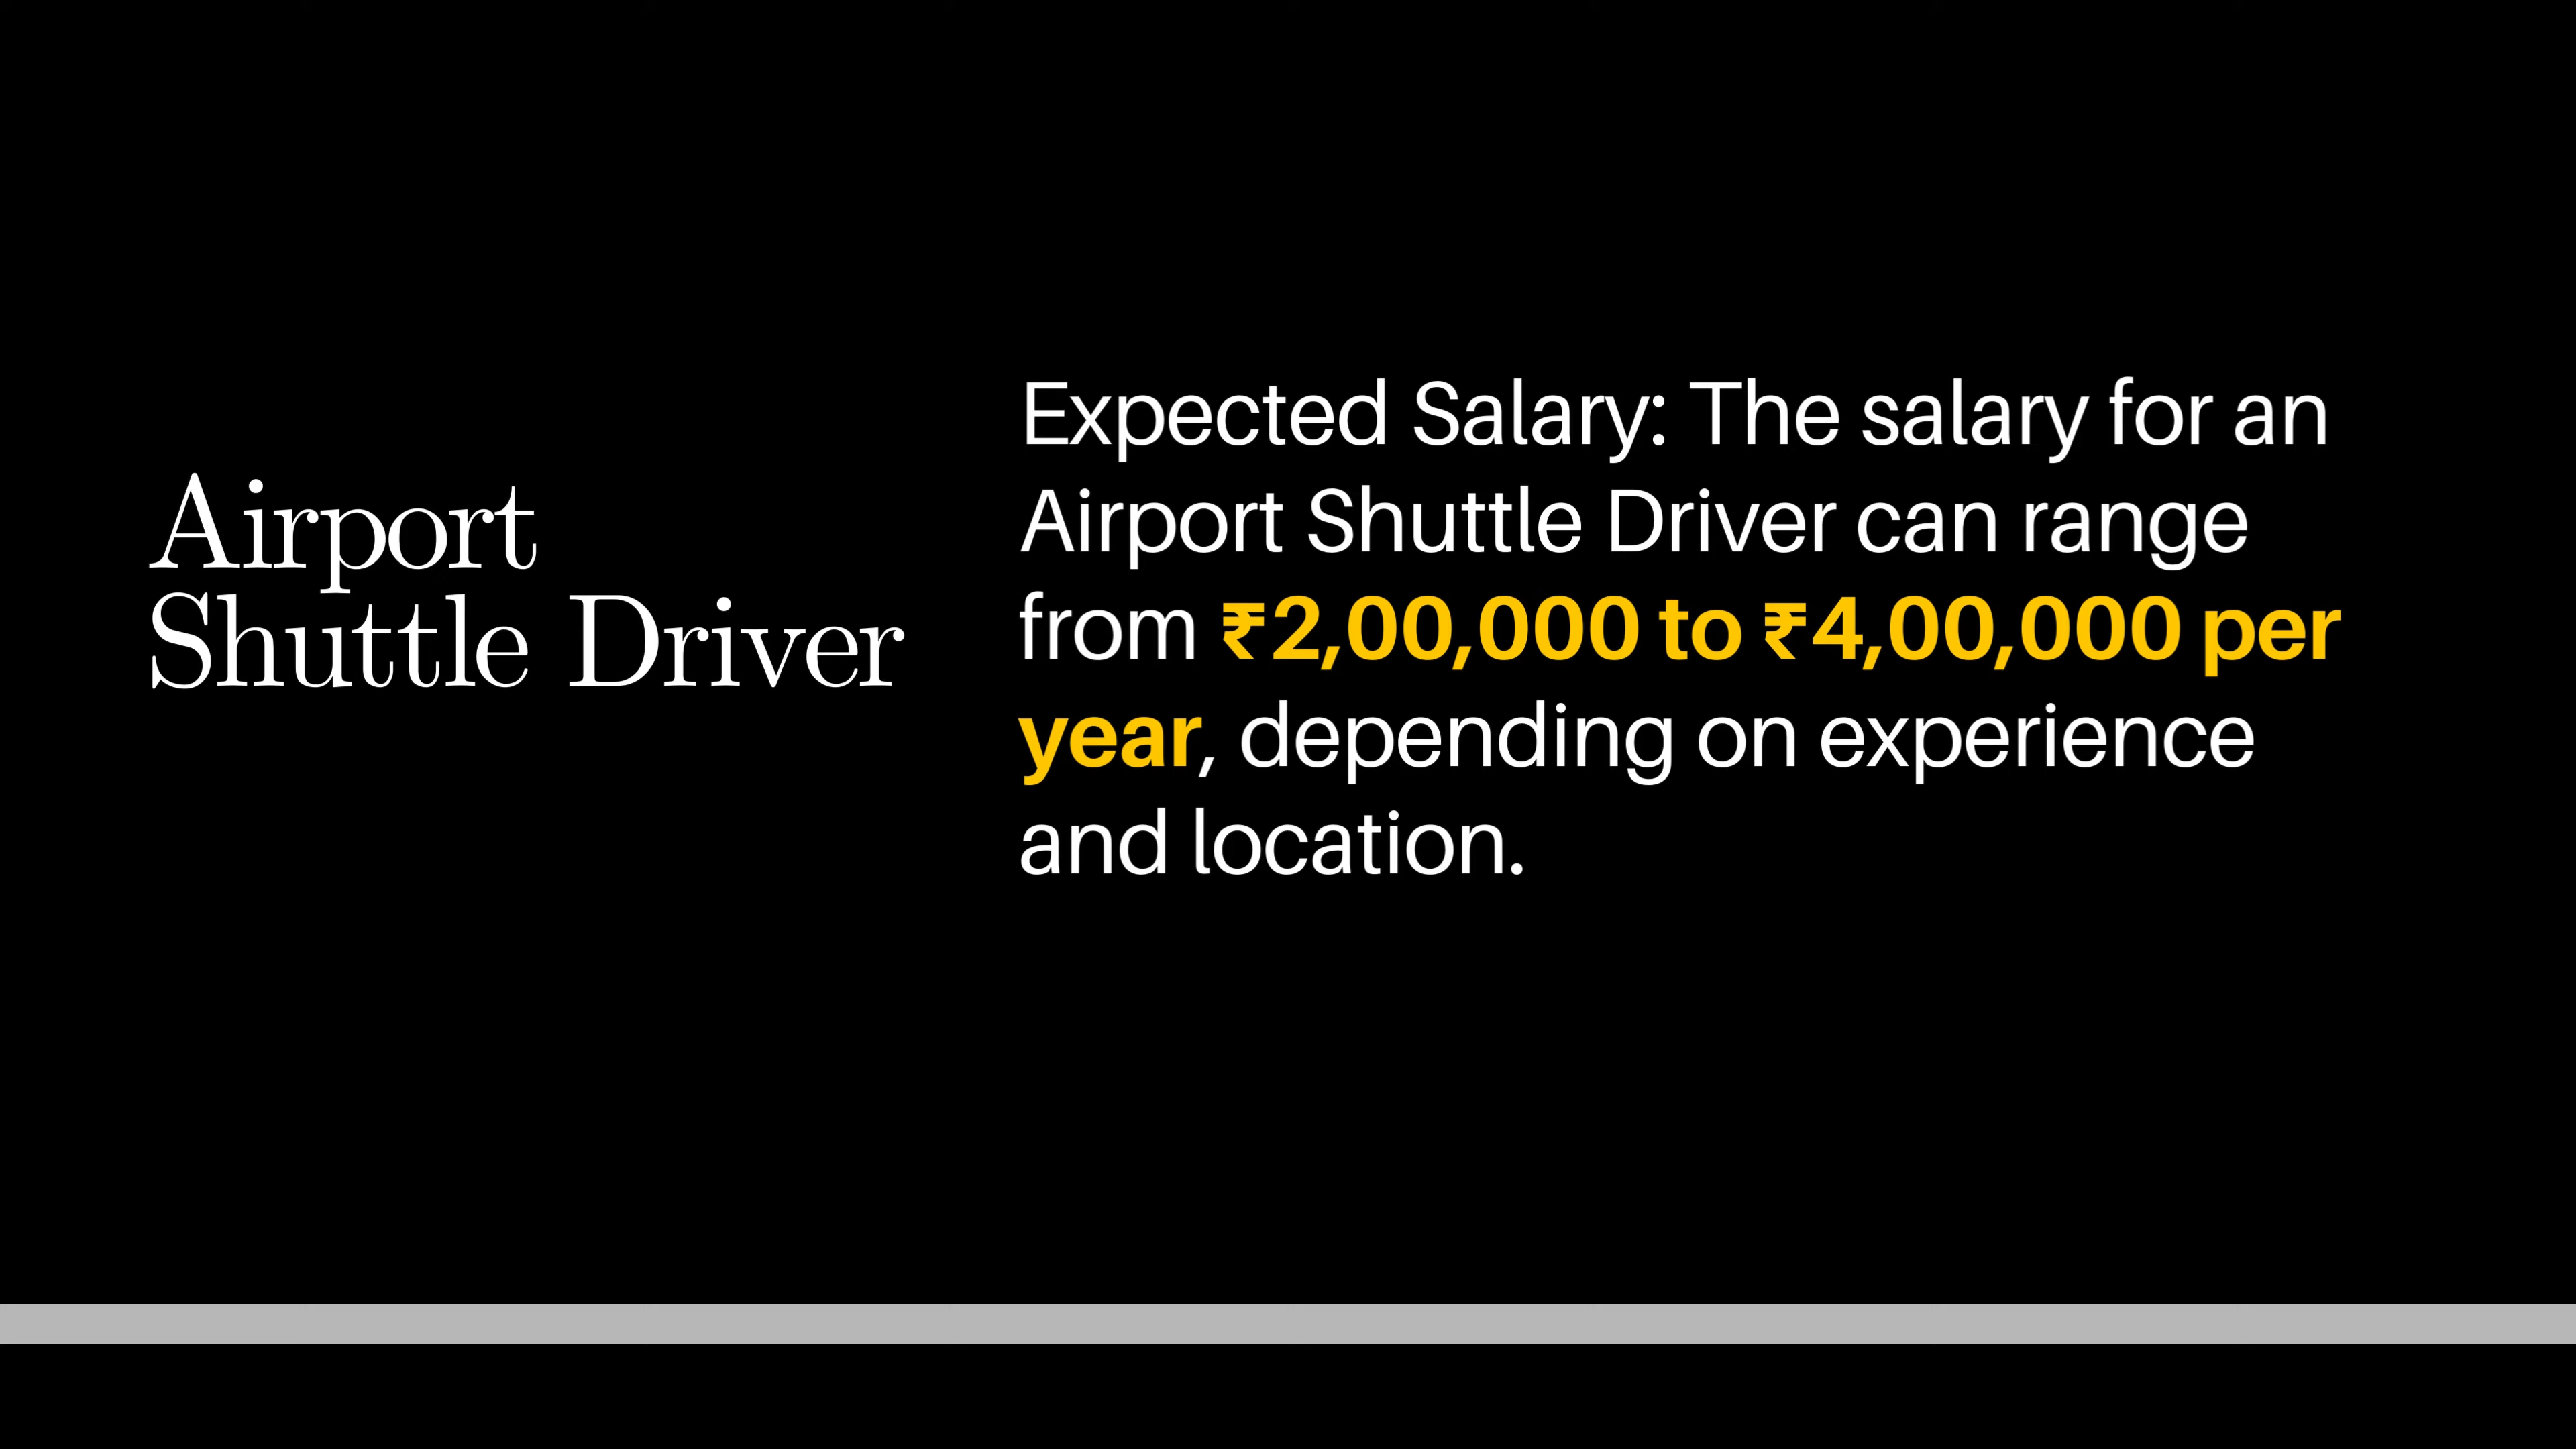 Airport
Shuttle Driver
Expected Salary: The salary for an
Airport Shuttle Driver can range
from ₹2,00,000 to ₹4,00,000 per
year, depending on experience
and location.